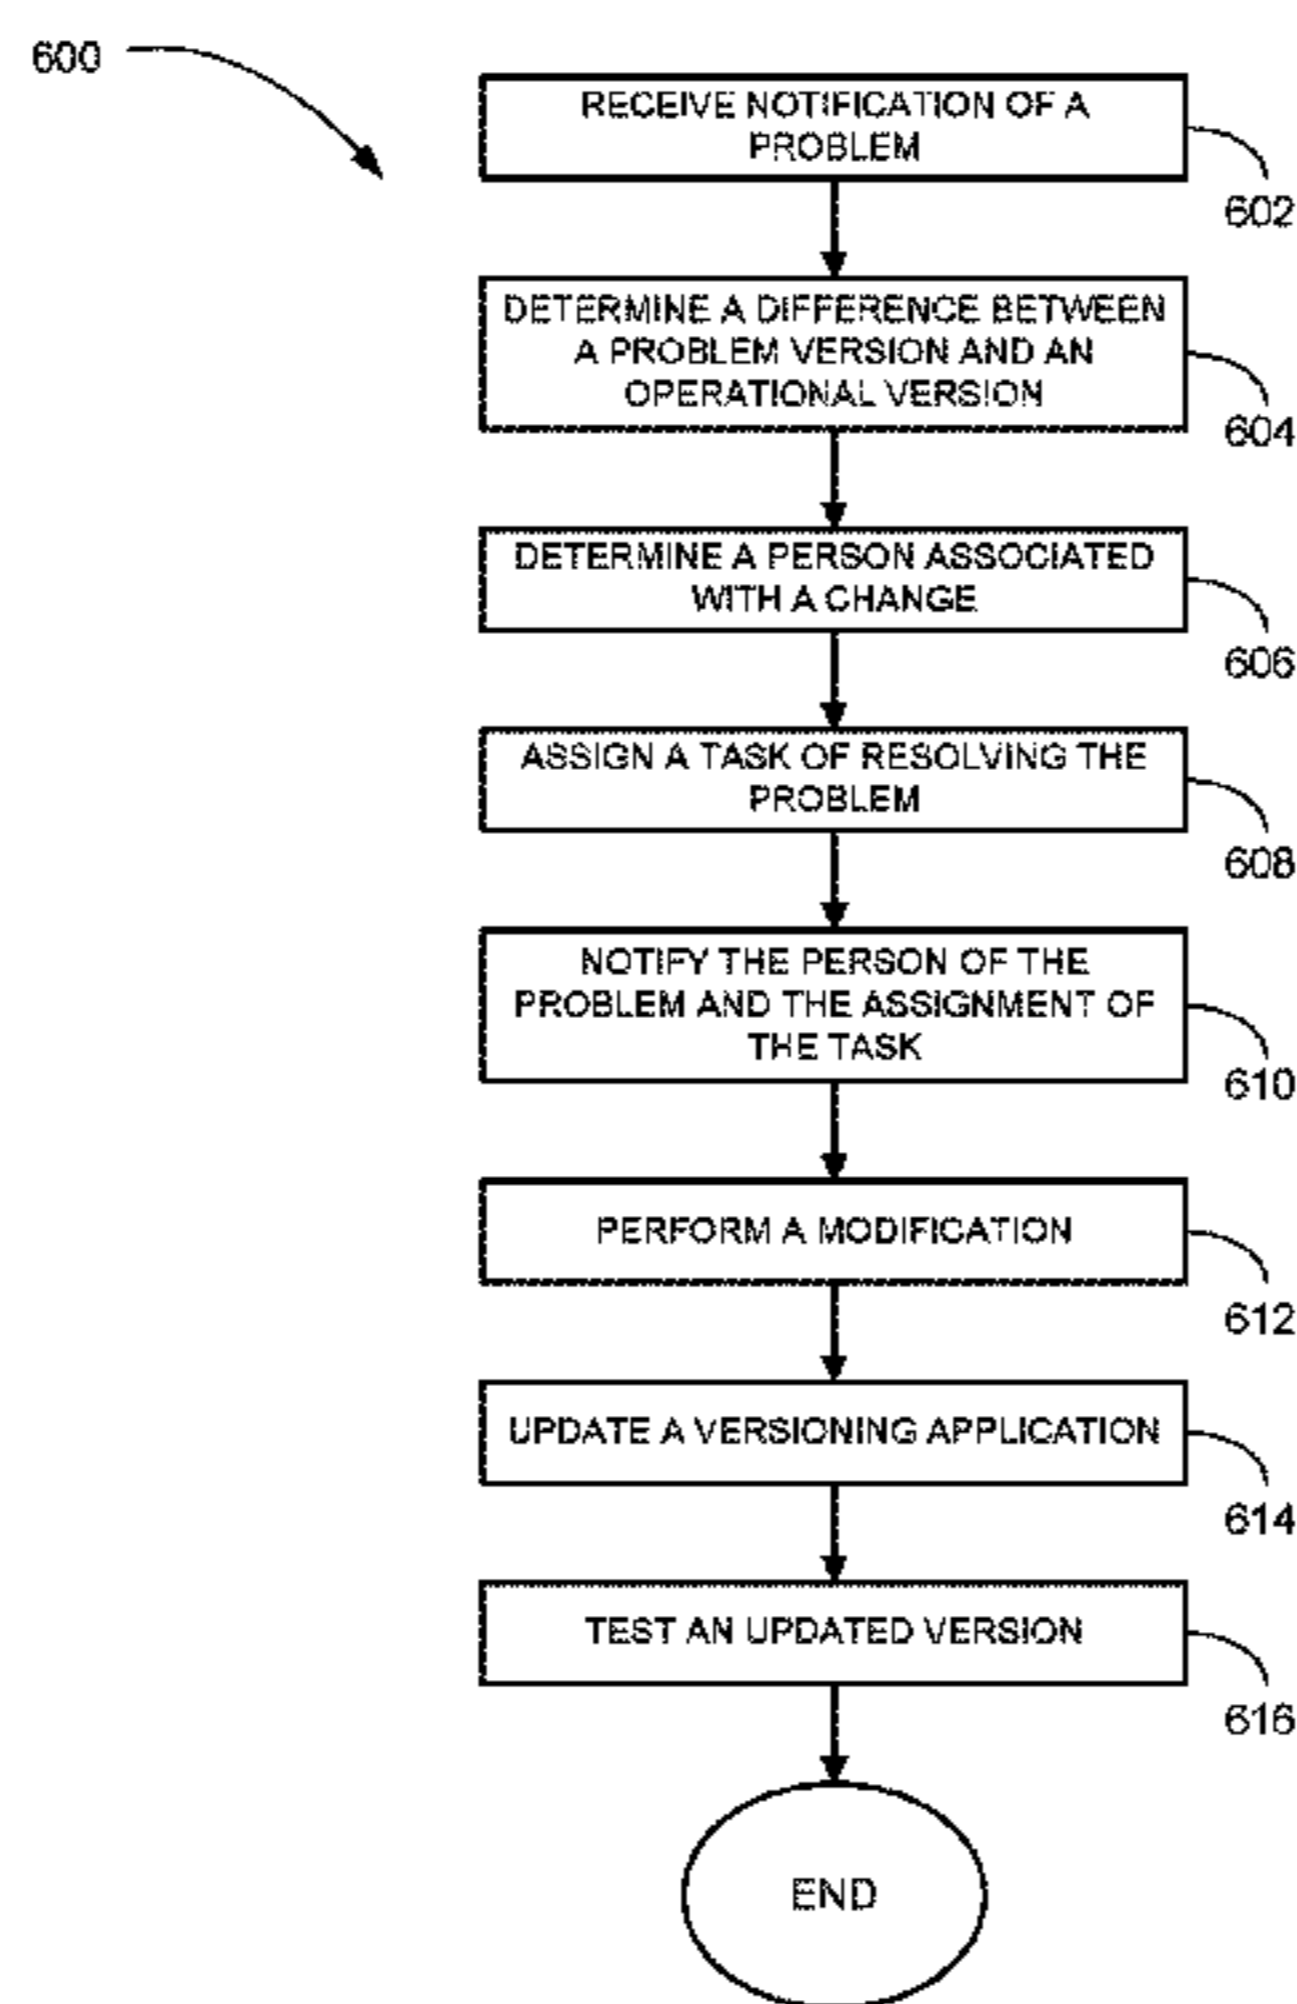 600
RECEIVE NOTIFICATION OF A
PROBLEM
602
DETERMINE A DIFFERENCE BETWEEN
A PROBLEM VERSION AND AN
OPERATIONAL VERSION
604
DETERMINE A PERSON ASSOCIATED
WITH A CHANGE
606
ASSIGN A TASK OF RESOLVING THE
PROBLEM
608
NOTIFY THE PERSON OF THE
PROBLEM AND THE ASSIGNMENT OF
THE TASK
610
PERFORM A MODIFICATION
612
UPDATE A VERSIONING APPLICATION
614
TEST AN UPDATED VERSION
616
END